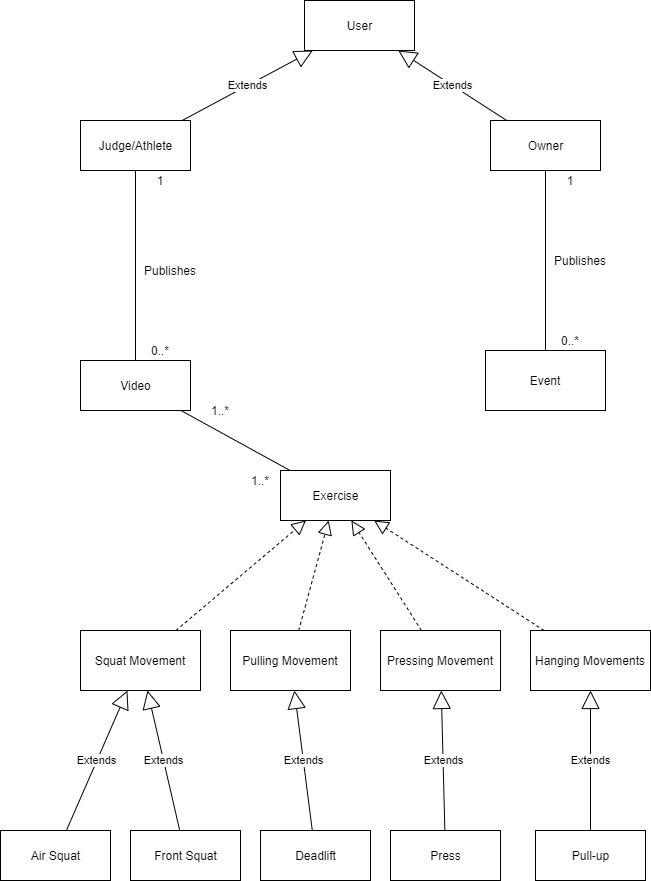 User
Extends
Extends
Judge/Athlete
Owner
1
1
Publishes
Publishes
0..*
0..*
Video
Event
1..*
1..*
Exercise
Squat Movement
Pulling Movement
Pressing Movement
Hanging Movements
Extends
Extends
Extends
Extends
Extends
Air Squat
Front Squat
Deadlift
Press
Pull-up